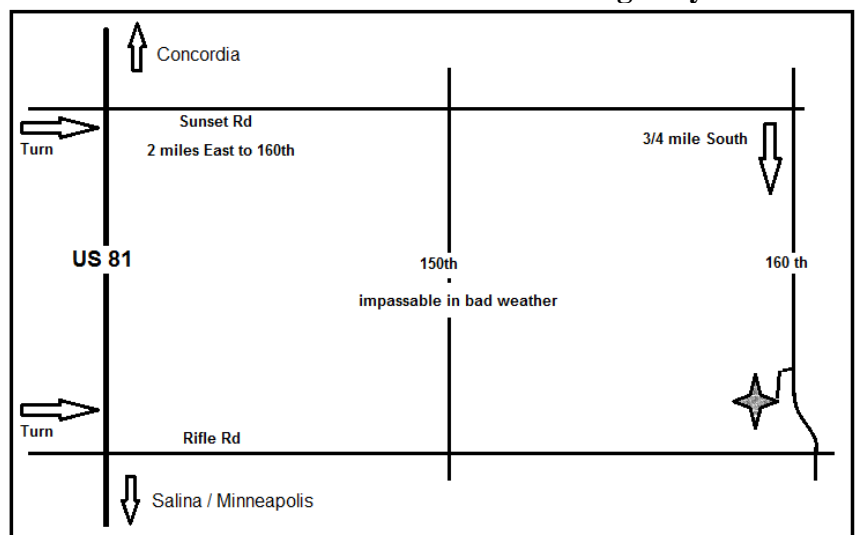 Concordia
Sunset Rd
Turn
2 miles East to 160th
3/4 mile South
US 81
150th
160 th
impassable in bad weather
Turn
Rifle Rd
Salina / Minneapolis